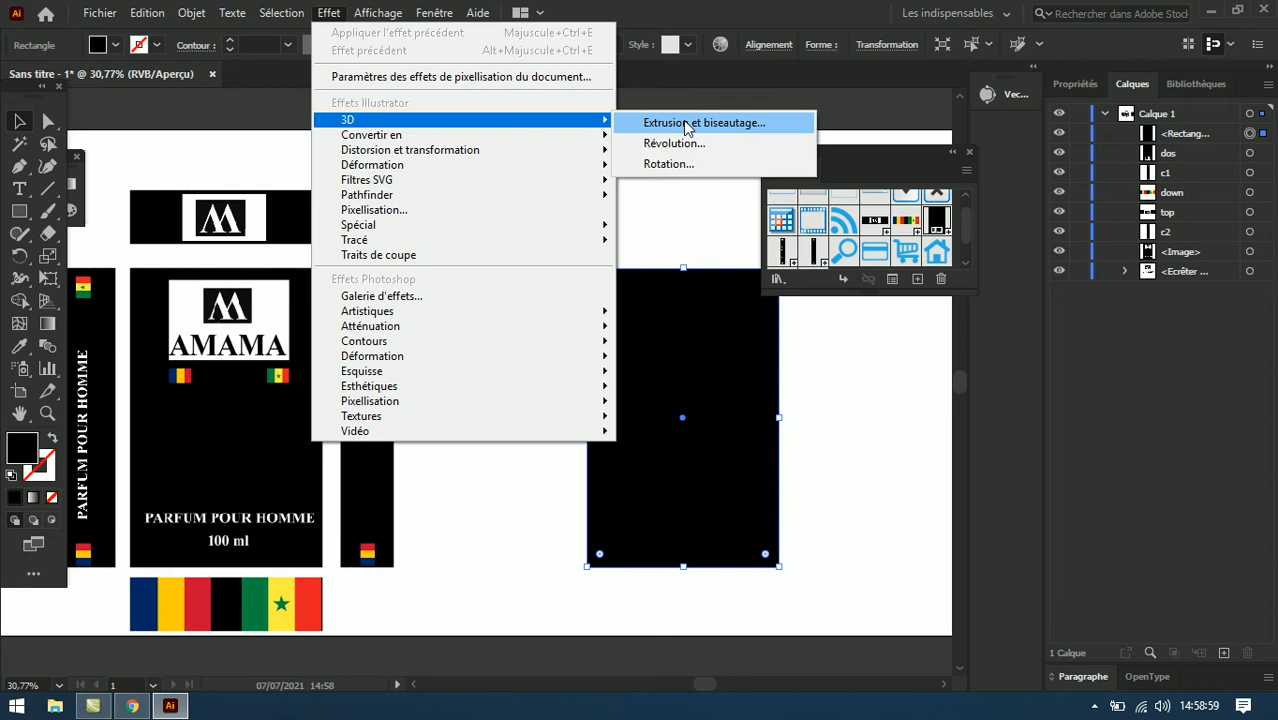 Ai Fichier Edition Objet Texte Sélection Effet Affichage Fenêtre Aide Les indispensables Rechercher dans Adobe Stock
Rectangle Contour : Style : Alignement Forme : Transformation
Sans titre - 1* @ 30,77% (RVB/Aperçu)
Appliquer l'effet précédent Majuscule+Ctrl+E
Effet précédent Alt+Majuscule+Ctrl+E
Paramètres des effets de pixellisation du document...
Effets Illustrator
3D
Convertir en
Distorsion et transformation
Déformation
Filtres SVG
Pathfinder
Pixellisation...
Spécial
Tracé
Traits de coupe
Effets Photoshop
Galerie d'effets...
Artistiques
Atténuation
Contours
Déformation
Esquisse
Esthétiques
Pixellisation
Textures
Vidéo
Extrusion et biseautage...
Révolution...
Rotation...
Vec...
Propriétés Calques Bibliothèques
Calque 1
<Rectang...
dos
c1
down
top
c2
<Image>
<Ecrêter ...
AMAMA
PARFUM POUR HOMME
PARFUM POUR HOMME
100 ml
1 Calque
Paragraphe OpenType
30,77% 1 07/07/2021 14:58
Ai 14:58:59